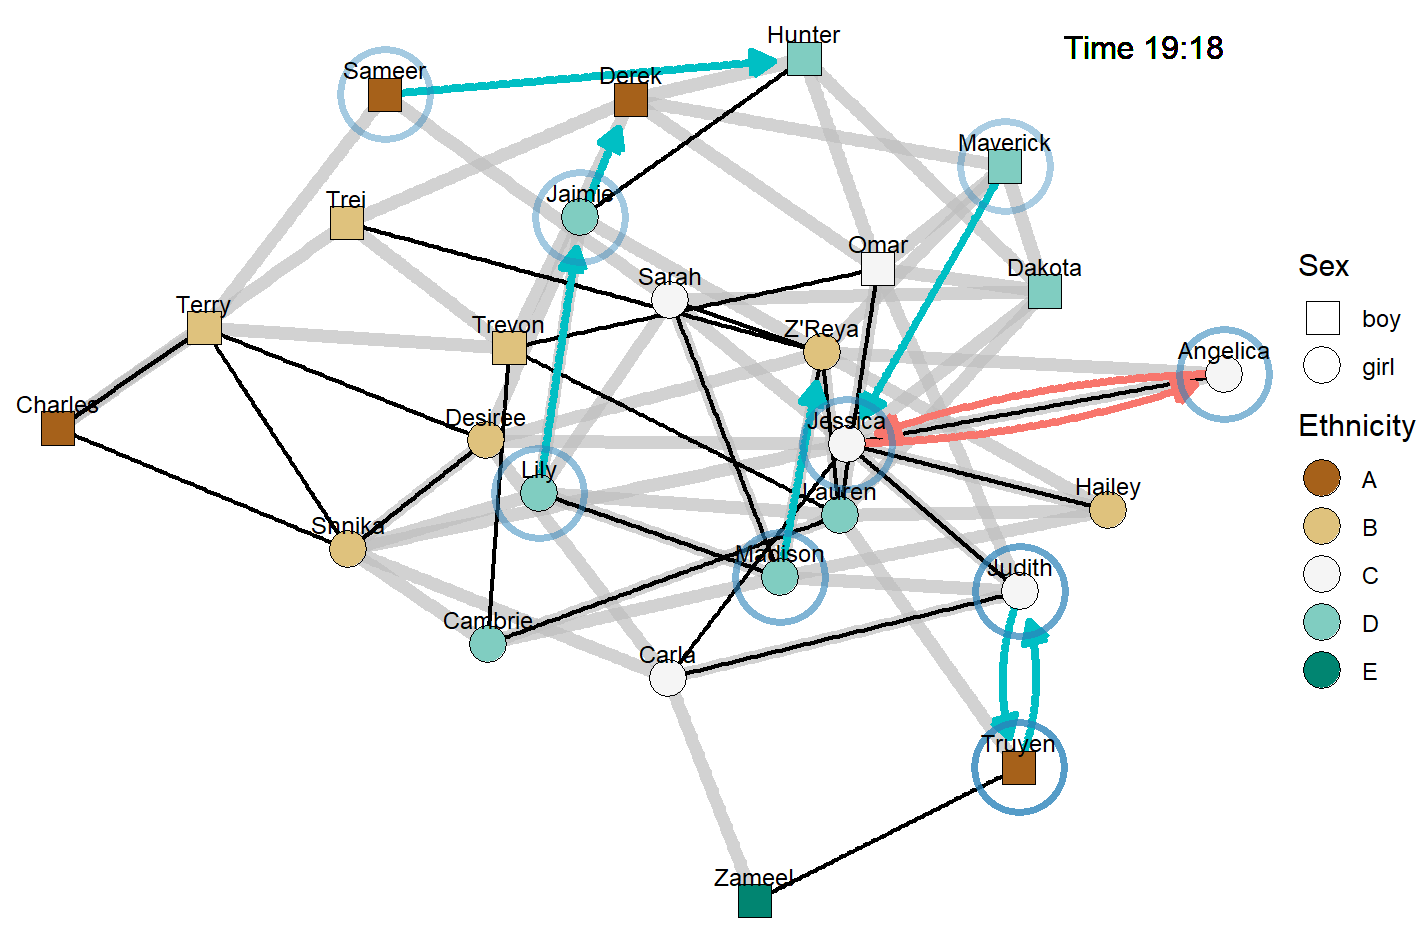 Hunter
Time 19:18
Sameer
Derek
Maverick
Jaimie
Trei
Omar
Dakota
Sarah
Terry
Trevon
Z'Reya
Angelica
Charles
Desiree
Jessica
Lily
Lauren
Hailey
Shnika
Madison
Judith
Cambrie
Carla
Truyen
Zameel
Sex
boy
girl
Ethnicity
A
B
C
D
E